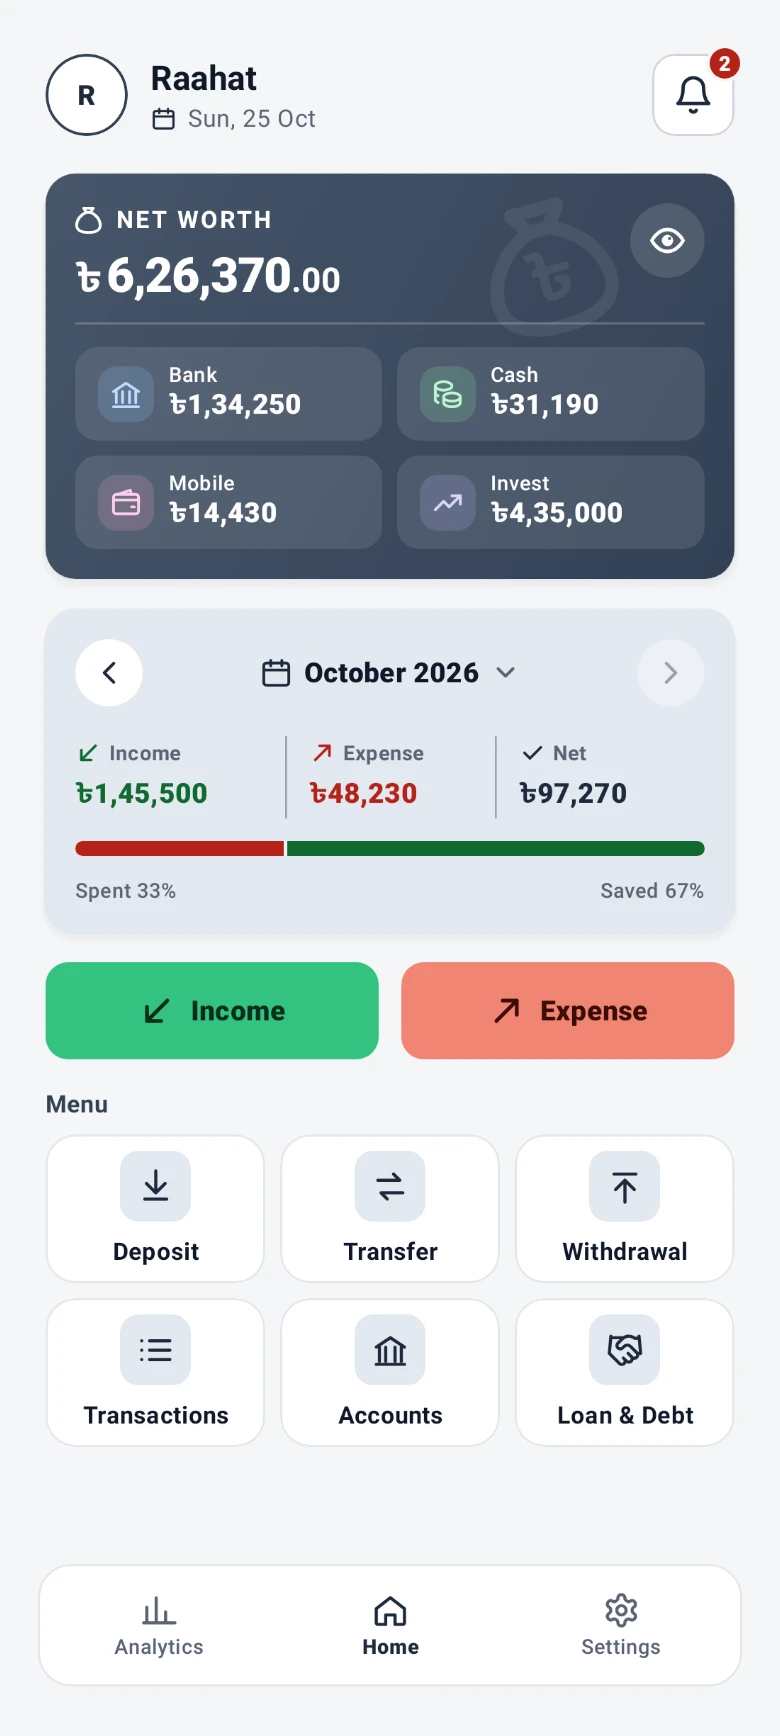 R
Raahat
Sun, 25 Oct
2
NET WORTH
৳6,26,370.00
৳
Bank
৳1,34,250
Cash
৳31,190
Mobile
৳14,430
Invest
৳4,35,000
October 2026
Income
৳1,45,500
Expense
৳48,230
Net
৳97,270
Spent 33%
Saved 67%
Income
Expense
Menu
Deposit
Transfer
Withdrawal
Transactions
Accounts
Loan & Debt
Analytics
Home
Settings